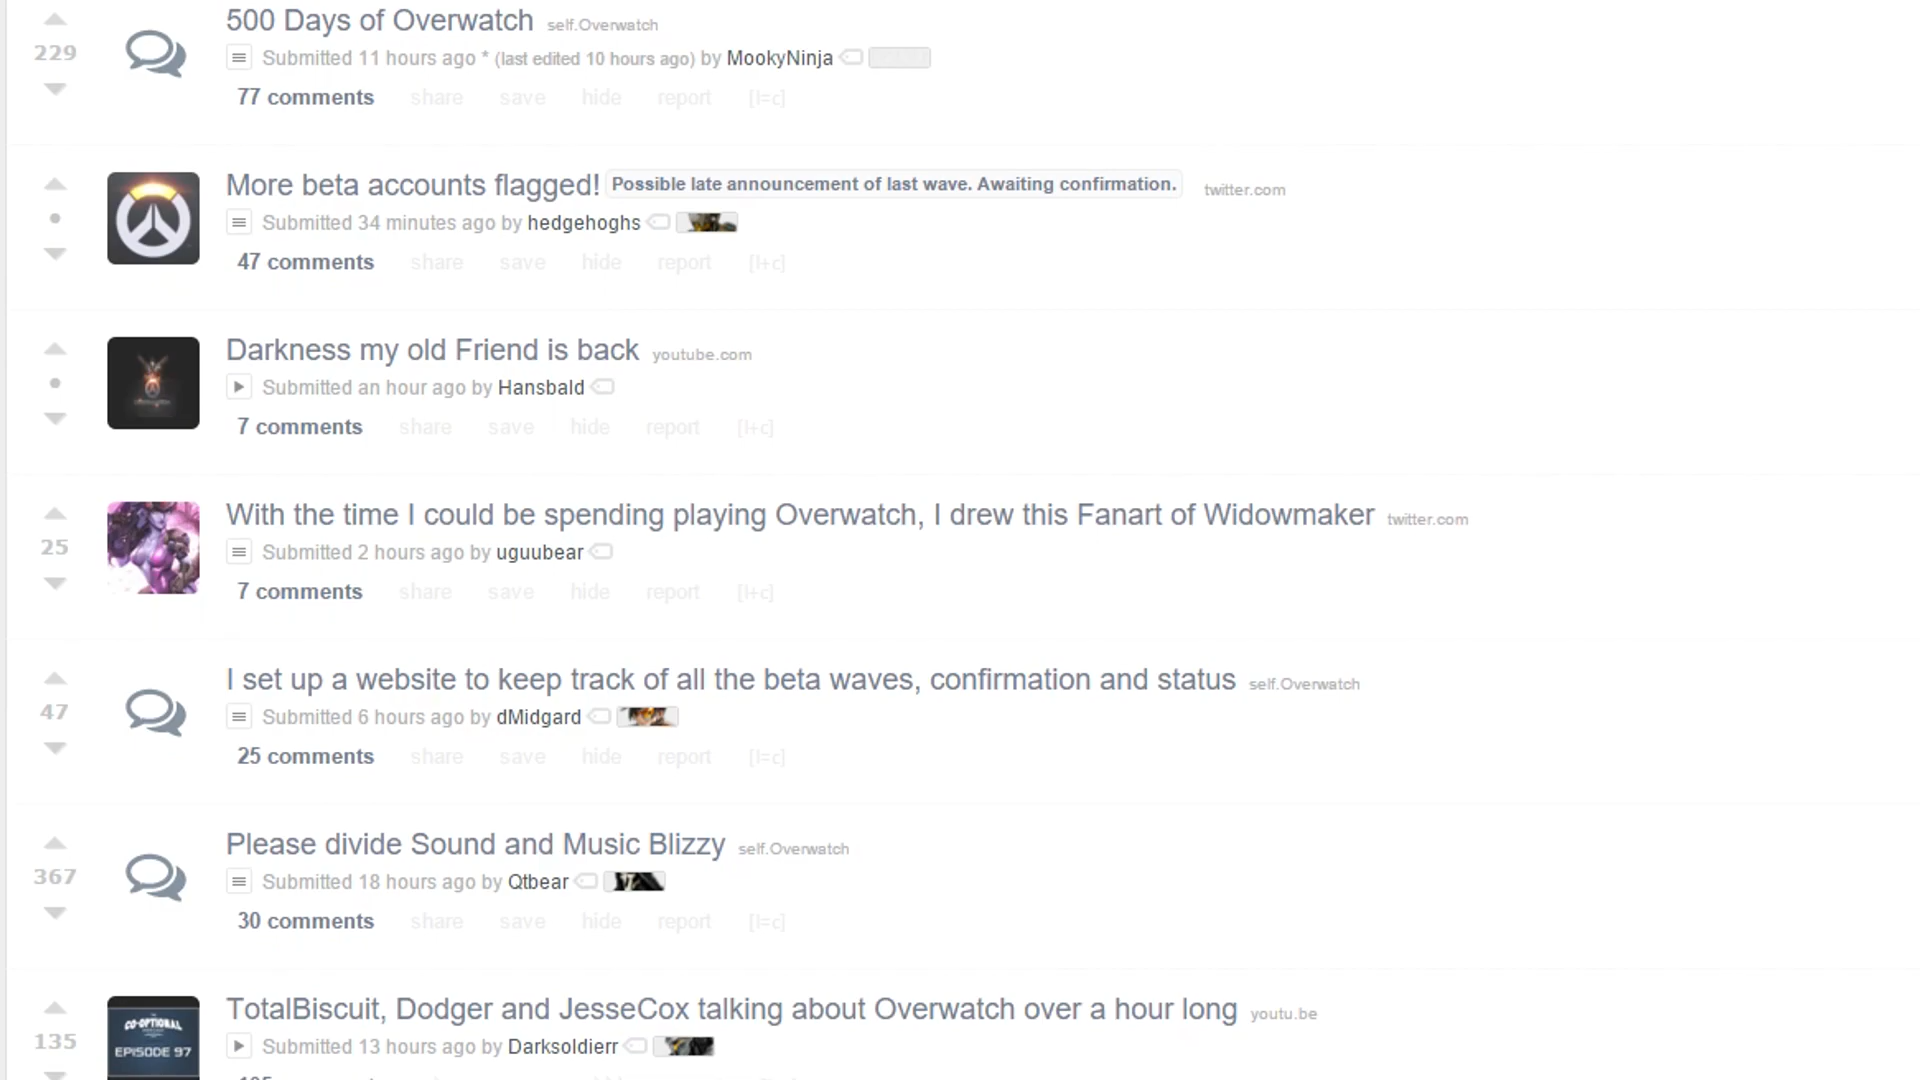 500 Days of Overwatch self.Overwatch
229
Submitted 11 hours ago * (last edited 10 hours ago) by MookyNinja
77 comments share save hide report [l=c]
More beta accounts flagged! Possible late announcement of last wave. Awaiting confirmation. twitter.com
Submitted 34 minutes ago by hedgehoghs
47 comments share save hide report [l+c]
Darkness my old Friend is back youtube.com
Submitted an hour ago by Hansbald
7 comments share save hide report [l+c]
With the time I could be spending playing Overwatch, I drew this Fanart of Widowmaker twitter.com
25
Submitted 2 hours ago by uguubear
7 comments share save hide report [l+c]
I set up a website to keep track of all the beta waves, confirmation and status self.Overwatch
47
Submitted 6 hours ago by dMidgard
25 comments share save hide report [l=c]
Please divide Sound and Music Blizzy self.Overwatch
367
Submitted 18 hours ago by Qtbear
30 comments share save hide report [l=c]
TotalBiscuit, Dodger and JesseCox talking about Overwatch over a hour long youtu.be
135
CO-OPTIONAL
EPISODE 97
Submitted 13 hours ago by Darksoldierr